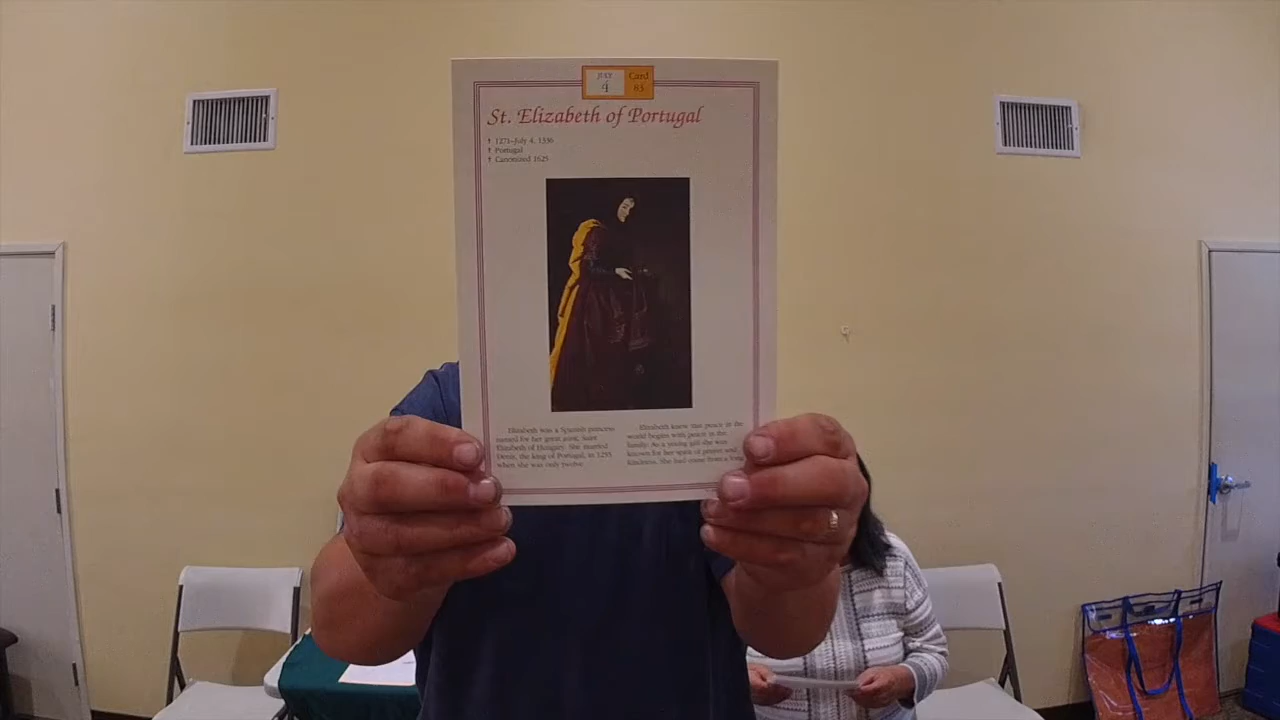 JULY
4
Card
83
St. Elizabeth of Portugal
† 1271–July 4, 1336
† Portugal
† Canonized 1625
Elizabeth was a Spanish princess
named for her great aunt, Saint
Elizabeth of Hungary. She married
Denis, the king of Portugal, in 1255
when she was only twelve.
Elizabeth knew that peace in the
world begins with peace in the
family. As a young girl she was
known for her spirit of prayer and
kindness. She had come from a